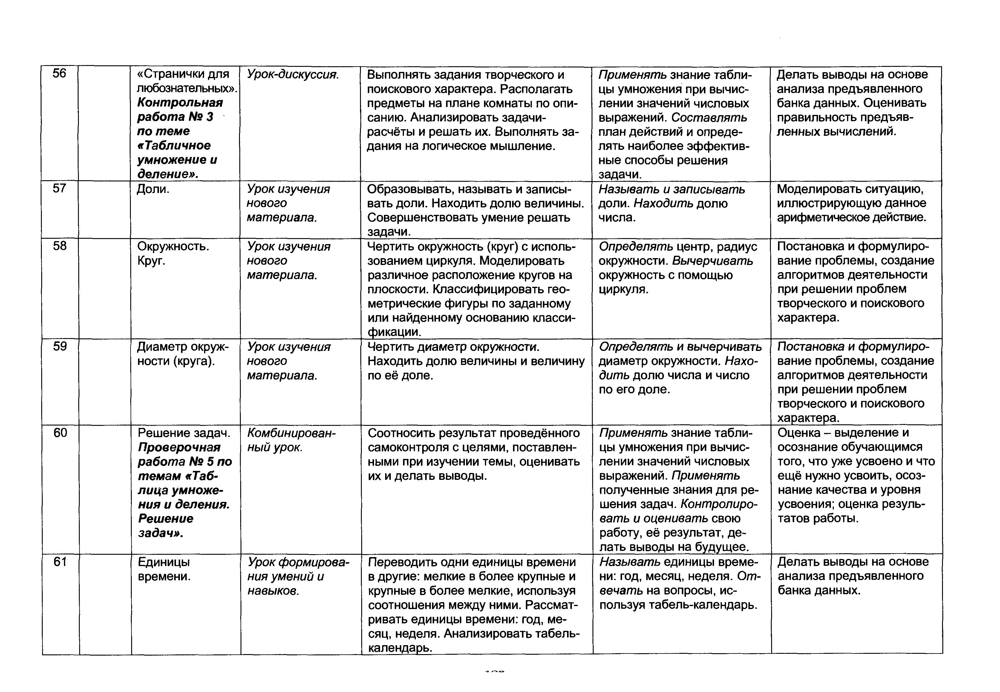 56
«Странички для
любознательных».
Контрольная
работа № 3
по теме
«Табличное
умножение и
деление».
Урок-дискуссия.
Выполнять задания творческого и
поискового характера. Располагать
предметы на плане комнаты по опи-
санию. Анализировать задачи-
расчёты и решать их. Выполнять за-
дания на логическое мышление.
Применять знание табли-
цы умножения при вычис-
лении значений числовых
выражений. Составлять
план действий и опреде-
лять наиболее эффектив-
ные способы решения
задачи.
Делать выводы на основе
анализа предъявленного
банка данных. Оценивать
правильность предъяв-
ленных вычислений.
57
Доли.
Урок изучения
нового
материала.
Образовывать, называть и записы-
вать доли. Находить долю величины.
Совершенствовать умение решать
задачи.
Называть и записывать
доли. Находить долю
числа.
Моделировать ситуацию,
иллюстрирующую данное
арифметическое действие.
58
Окружность.
Круг.
Урок изучения
нового
материала.
Чертить окружность (круг) с исполь-
зованием циркуля. Моделировать
различное расположение кругов на
плоскости. Классифицировать гео-
метрические фигуры по заданному
или найденному основанию класси-
фикации.
Определять центр, радиус
окружности. Вычерчивать
окружность с помощью
циркуля.
Постановка и формулиро-
вание проблемы, создание
алгоритмов деятельности
при решении проблем
творческого и поискового
характера.
59
Диаметр окруж-
ности (круга).
Урок изучения
нового
материала.
Чертить диаметр окружности.
Находить долю величины и величину
по её доле.
Определять и вычерчивать
диаметр окружности. Нахо-
дить долю числа и число
по его доле.
Постановка и формулиро-
вание проблемы, создание
алгоритмов деятельности
при решении проблем
творческого и поискового
характера.
60
Решение задач.
Проверочная
работа № 5 по
темам «Таб-
лица умноже-
ния и деления.
Решение
задач».
Комбинирован-
ный урок.
Соотносить результат проведённого
самоконтроля с целями, поставлен-
ными при изучении темы, оценивать
их и делать выводы.
Применять знание табли-
цы умножения при вычис-
лении значений числовых
выражений. Применять
полученные знания для ре-
шения задач. Контролиро-
вать и оценивать свою
работу, её результат, де-
лать выводы на будущее.
Оценка – выделение и
осознание обучающимся
того, что уже усвоено и что
ещё нужно усвоить, осоз-
нание качества и уровня
усвоения; оценка резуль-
татов работы.
61
Единицы
времени.
Урок формирова-
ния умений и
навыков.
Переводить одни единицы времени
в другие: мелкие в более крупные и
крупные в более мелкие, используя
соотношения между ними. Рассмат-
ривать единицы времени: год, ме-
сяц, неделя. Анализировать табель-
календарь.
Называть единицы време-
ни: год, месяц, неделя. От-
вечать на вопросы, ис-
пользуя табель-календарь.
Делать выводы на основе
анализа предъявленного
банка данных.